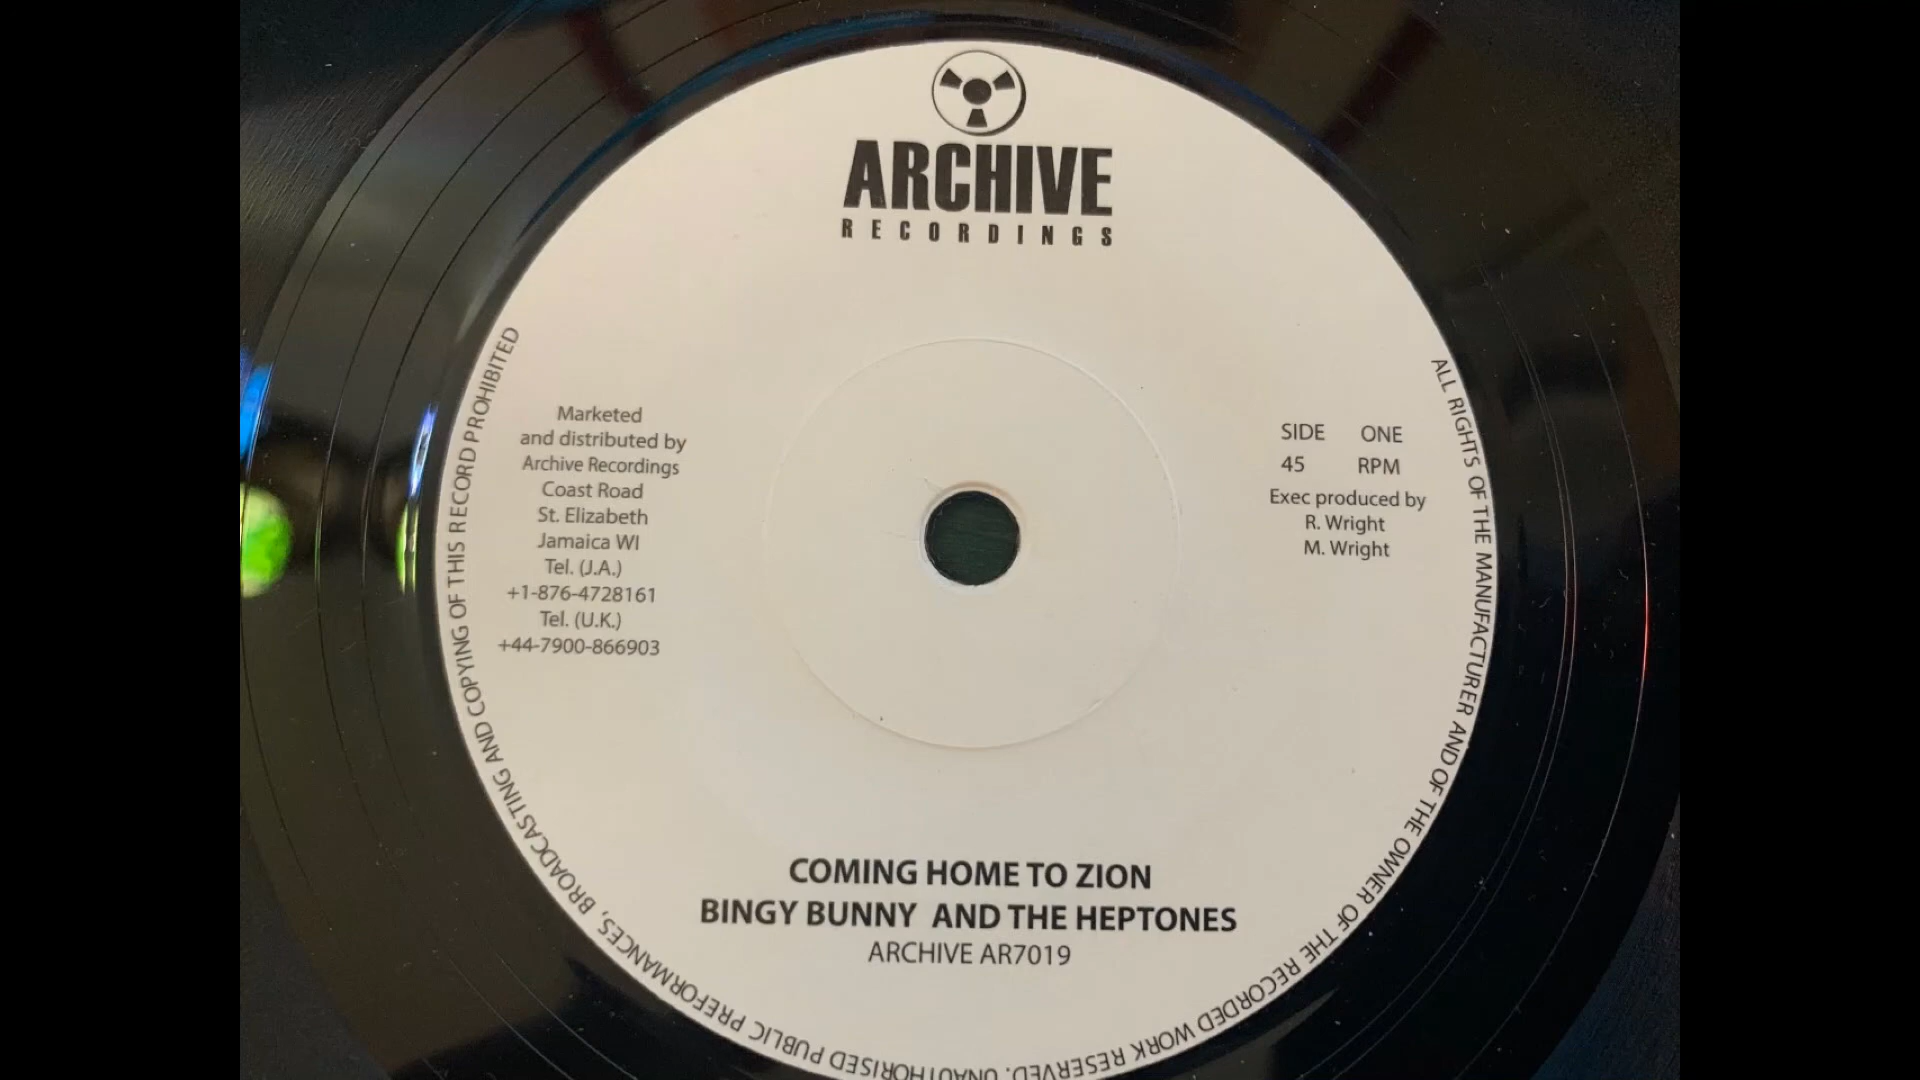 ARCHIVE
RECORDINGS
Marketed
and distributed by
Archive Recordings
Coast Road
St. Elizabeth
Jamaica WI
Tel. (J.A.)
+1-876-4728161
Tel. (U.K.)
+44-7900-866903
SIDE ONE
45 RPM
Exec produced by
R. Wright
M. Wright
COMING HOME TO ZION
BINGY BUNNY AND THE HEPTONES
ARCHIVE AR7019
ALL RIGHTS OF THE MANUFACTURER AND OF THE OWNER OF THE RECORDED WORK RESERVED. UNAUTHORISED PUBLIC PREFORMANCES, BROADCASTING AND COPYING OF THIS RECORD PROHIBITED